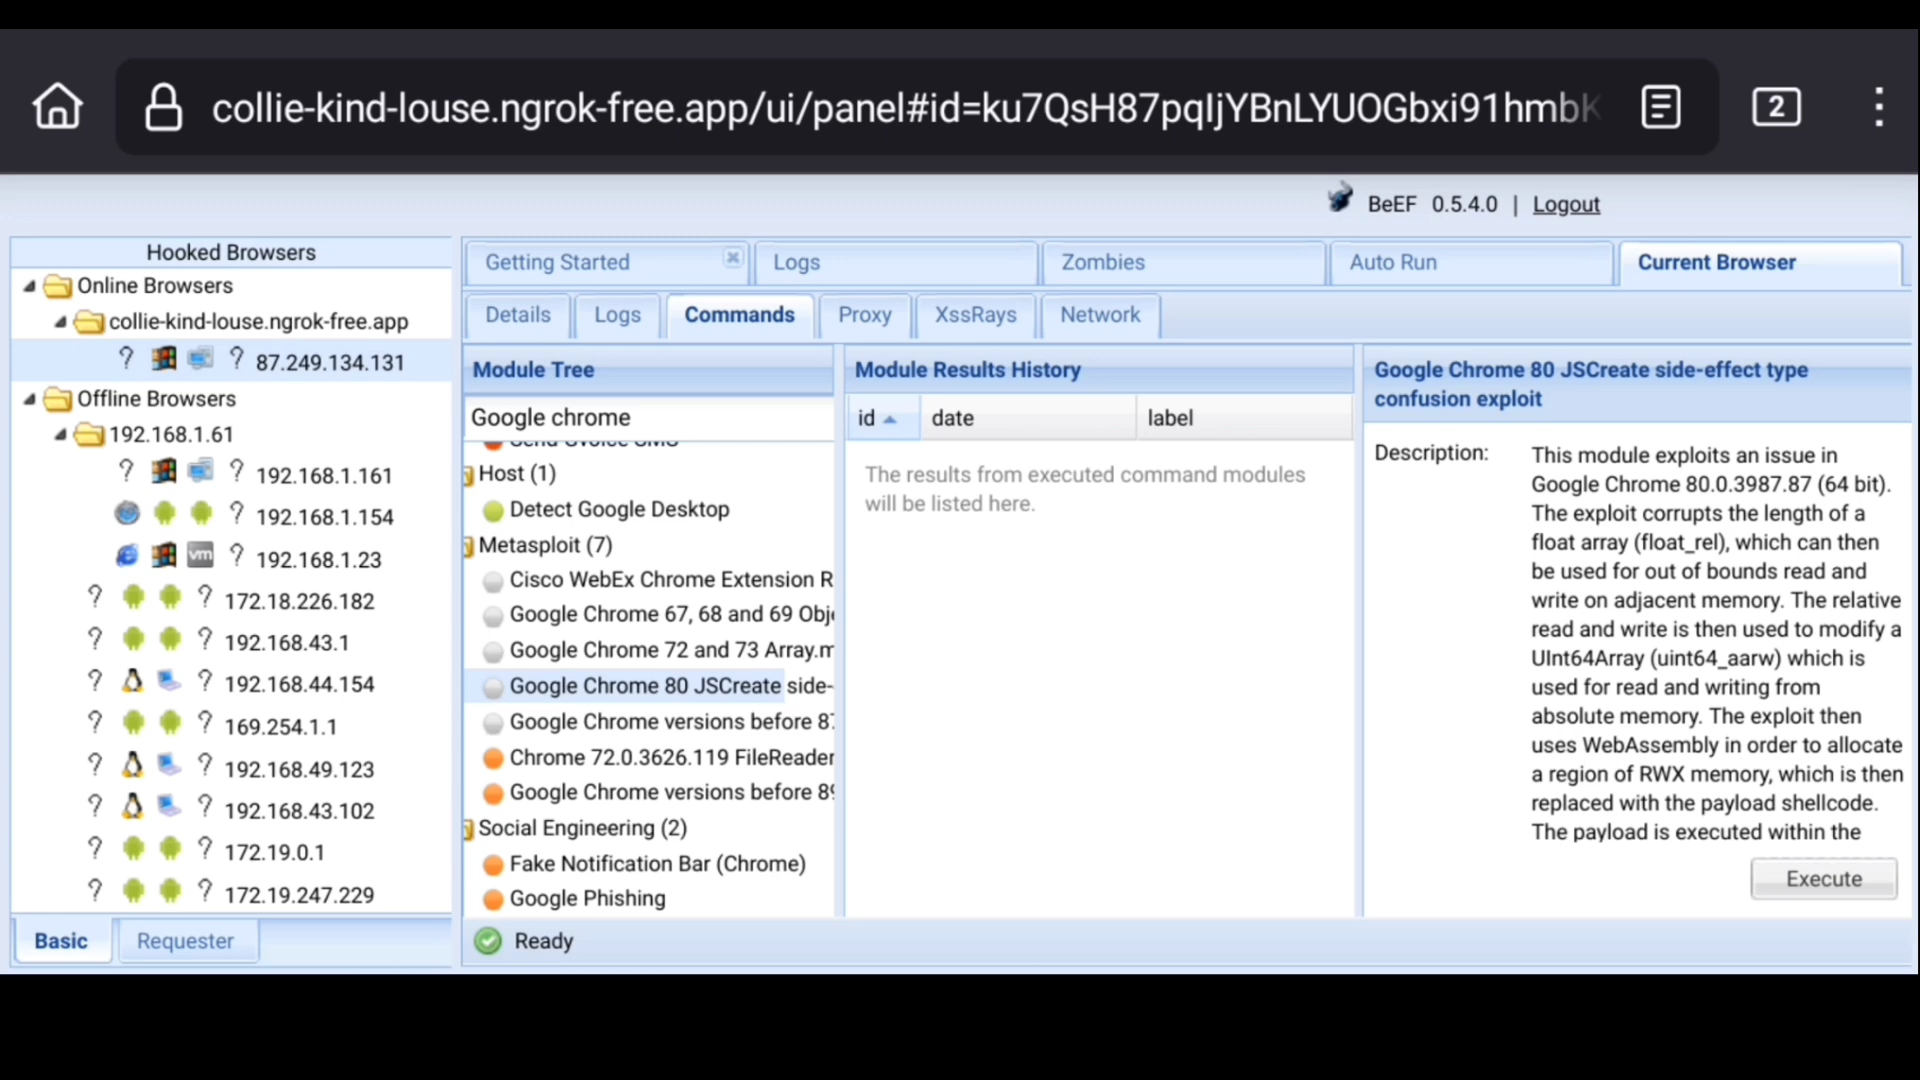 collie-kind-louse.ngrok-free.app/ui/panel#id=ku7QsH87pqIjYBnLYUOGbxi91hmbK
2
BeEF 0.5.4.0 | Logout
Hooked Browsers
Online Browsers
collie-kind-louse.ngrok-free.app
? ? 87.249.134.131
Offline Browsers
192.168.1.61
? ? 192.168.1.161
? 192.168.1.154
vm ? 192.168.1.23
? ? 172.18.226.182
? ? 192.168.43.1
? ? 192.168.44.154
? ? 169.254.1.1
? ? 192.168.49.123
? ? 192.168.43.102
? ? 172.19.0.1
? ? 172.19.247.229
Basic
Requester
Getting Started
Logs
Zombies
Auto Run
Current Browser
Details
Logs
Commands
Proxy
XssRays
Network
Module Tree
Google chrome
Host (1)
Detect Google Desktop
Metasploit (7)
Cisco WebEx Chrome Extension R
Google Chrome 67, 68 and 69 Obj
Google Chrome 72 and 73 Array.m
Google Chrome 80 JSCreate side-
Google Chrome versions before 87
Chrome 72.0.3626.119 FileReader
Google Chrome versions before 89
Social Engineering (2)
Fake Notification Bar (Chrome)
Google Phishing
Ready
Module Results History
id
date
label
The results from executed command modules
will be listed here.
Google Chrome 80 JSCreate side-effect type
confusion exploit
Description:
This module exploits an issue in
Google Chrome 80.0.3987.87 (64 bit).
The exploit corrupts the length of a
float array (float_rel), which can then
be used for out of bounds read and
write on adjacent memory. The relative
read and write is then used to modify a
UInt64Array (uint64_aarw) which is
used for read and writing from
absolute memory. The exploit then
uses WebAssembly in order to allocate
a region of RWX memory, which is then
replaced with the payload shellcode.
The payload is executed within the
Execute